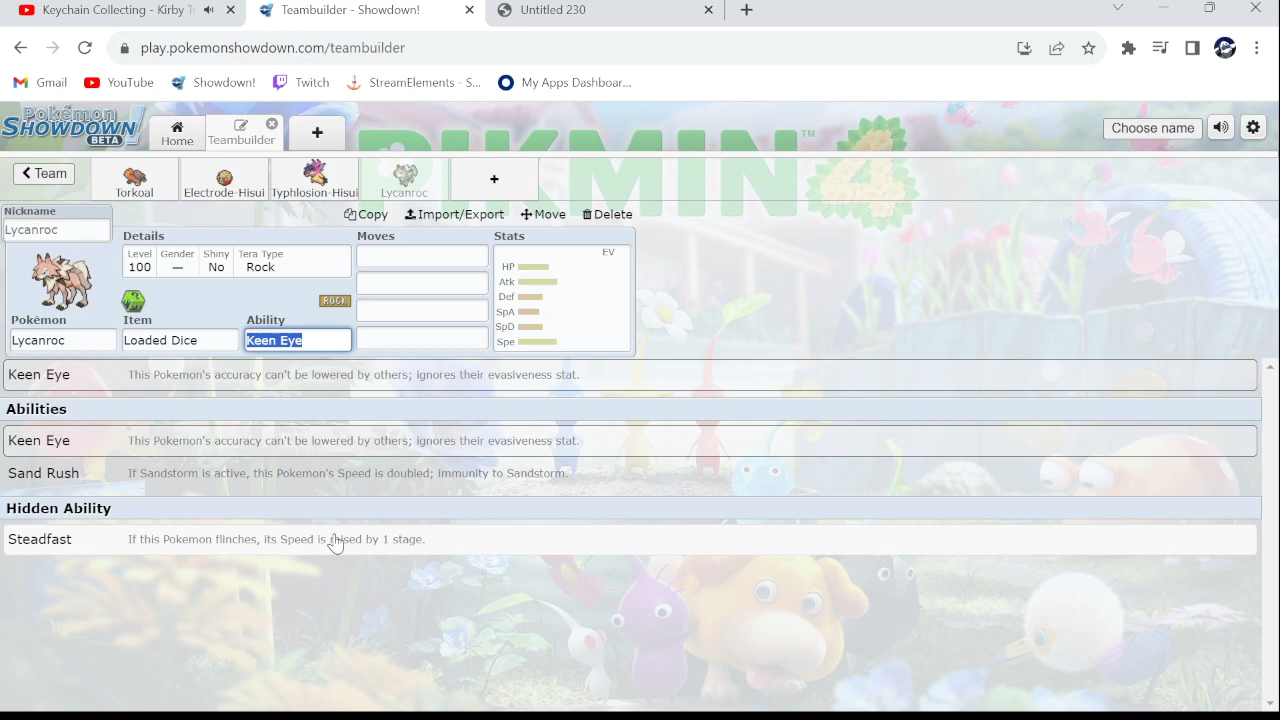 Keychain Collecting - Kirby T
Teambuilder - Showdown!
Untitled 230
play.pokemonshowdown.com/teambuilder
Gmail
YouTube
Showdown!
Twitch
StreamElements - S...
My Apps Dashboar...
Pokémon
SHOWDOWN!
BETA
Home
Teambuilder
+
Choose name
PIKMIN™ 4
< Team
Torkoal
Electrode-Hisui
Typhlosion-Hisui
Lycanroc
+
Nickname
Lycanroc
Copy
Import/Export
Move
Delete
Details
Level
100
Gender
—
Shiny
No
Tera Type
Rock
ROCK
Pokémon
Lycanroc
Item
Loaded Dice
Ability
Keen Eye
Moves
Stats
EV
HP
Atk
Def
SpA
SpD
Spe
Keen Eye This Pokemon's accuracy can't be lowered by others; ignores their evasiveness stat.
Abilities
Keen Eye This Pokemon's accuracy can't be lowered by others; ignores their evasiveness stat.
Sand Rush If Sandstorm is active, this Pokemon's Speed is doubled; immunity to Sandstorm.
Hidden Ability
Steadfast If this Pokemon flinches, its Speed is raised by 1 stage.